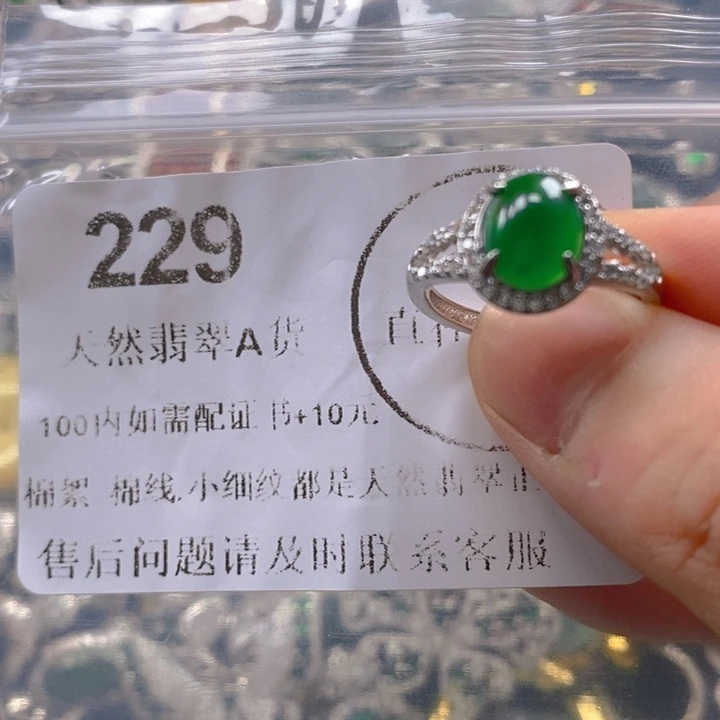 229
天然翡翠A货
自
100内如需配证书+10元
棉絮 棉线.小细纹都是天然翡翠正
售后问题请及时联系客服